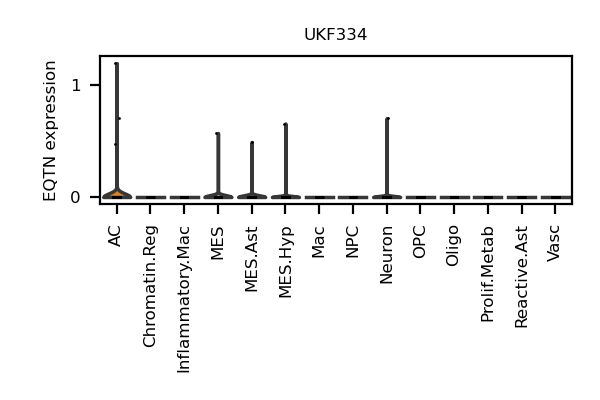 UKF334
EQTN expression
1
0
AC
Chromatin.Reg
Inflammatory.Mac
MES
MES.Ast
MES.Hyp
Mac
NPC
Neuron
OPC
Oligo
Prolif.Metab
Reactive.Ast
Vasc